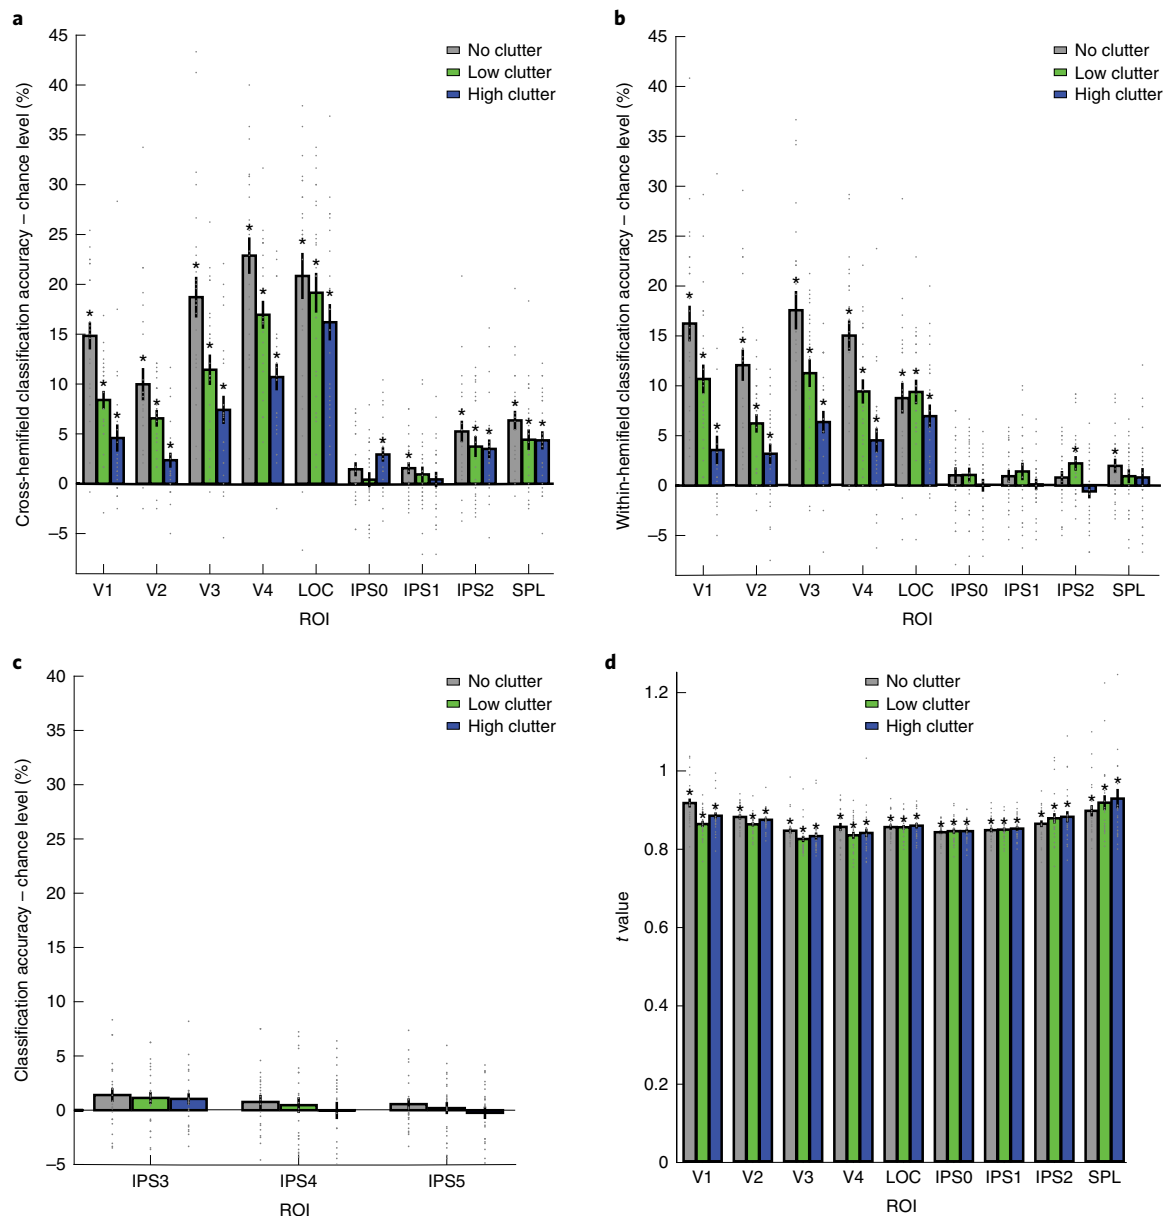 a
Cross-hemifield classification accuracy – chance level (%)
45
40
35
30
25
20
15
10
5
0
–5
No clutter
Low clutter
High clutter
V1 V2 V3 V4 LOC IPS0 IPS1 IPS2 SPL
ROI
b
Within-hemifield classification accuracy – chance level (%)
45
40
35
30
25
20
15
10
5
0
–5
No clutter
Low clutter
High clutter
V1 V2 V3 V4 LOC IPS0 IPS1 IPS2 SPL
ROI
c
Classification accuracy – chance level (%)
40
35
30
25
20
15
10
5
0
–5
No clutter
Low clutter
High clutter
IPS3 IPS4 IPS5
ROI
d
t value
1.2
1
0.8
0.6
0.4
0.2
0
No clutter
Low clutter
High clutter
V1 V2 V3 V4 LOC IPS0 IPS1 IPS2 SPL
ROI